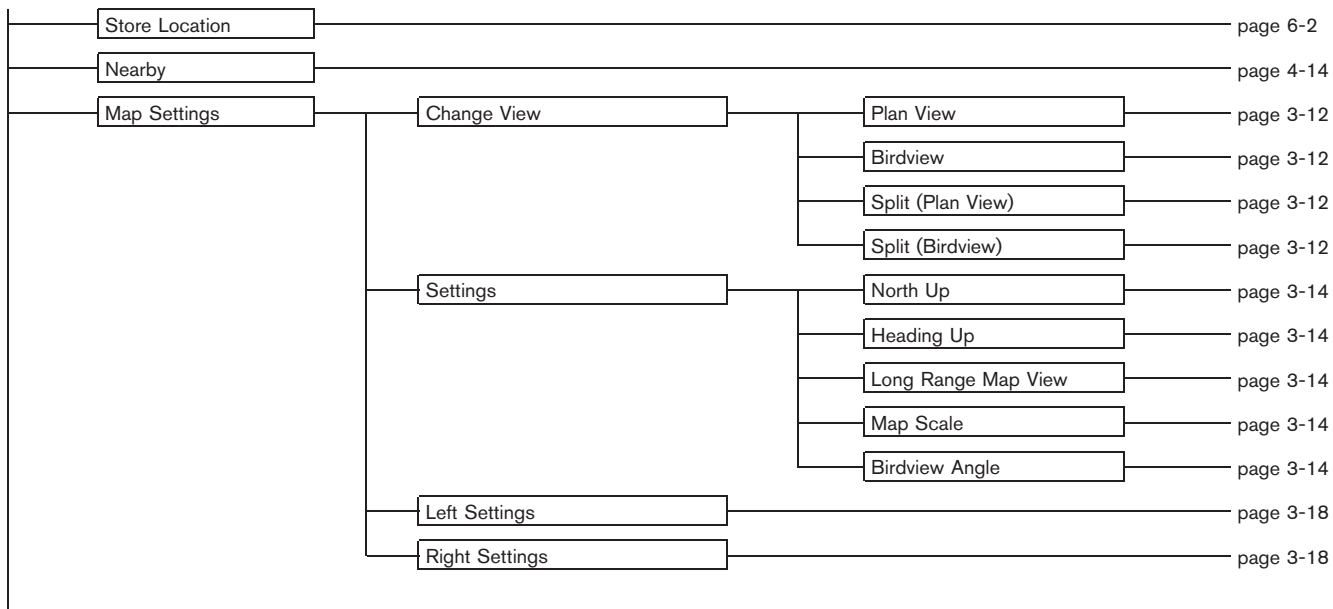 Store Location page 6-2
Nearby page 4-14
Map Settings Change View Plan View page 3-12
Birdview page 3-12
Split (Plan View) page 3-12
Split (Birdview) page 3-12
Settings North Up page 3-14
Heading Up page 3-14
Long Range Map View page 3-14
Map Scale page 3-14
Birdview Angle page 3-14
Left Settings page 3-18
Right Settings page 3-18